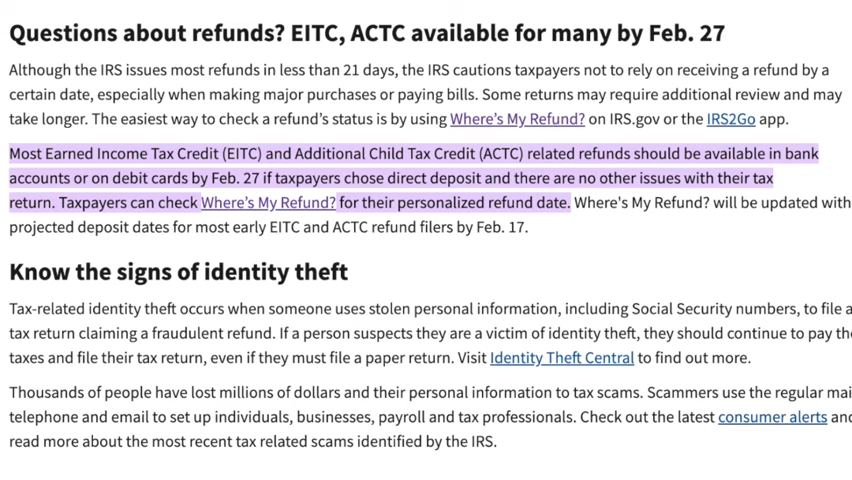 Questions about refunds? EITC, ACTC available for many by Feb. 27
Although the IRS issues most refunds in less than 21 days, the IRS cautions taxpayers not to rely on receiving a refund by a
certain date, especially when making major purchases or paying bills. Some returns may require additional review and may
take longer. The easiest way to check a refund’s status is by using Where’s My Refund? on IRS.gov or the IRS2Go app.
Most Earned Income Tax Credit (EITC) and Additional Child Tax Credit (ACTC) related refunds should be available in bank
accounts or on debit cards by Feb. 27 if taxpayers chose direct deposit and there are no other issues with their tax
return. Taxpayers can check Where’s My Refund? for their personalized refund date. Where's My Refund? will be updated with
projected deposit dates for most early EITC and ACTC refund filers by Feb. 17.
Know the signs of identity theft
Tax-related identity theft occurs when someone uses stolen personal information, including Social Security numbers, to file a
tax return claiming a fraudulent refund. If a person suspects they are a victim of identity theft, they should continue to pay
taxes and file their tax return, even if they must file a paper return. Visit Identity Theft Central to find out more.
Thousands of people have lost millions of dollars and their personal information to tax scams. Scammers use the regular
telephone and email to set up individuals, businesses, payroll and tax professionals. Check out the latest consumer alerts
read more about the most recent tax related scams identified by the IRS.